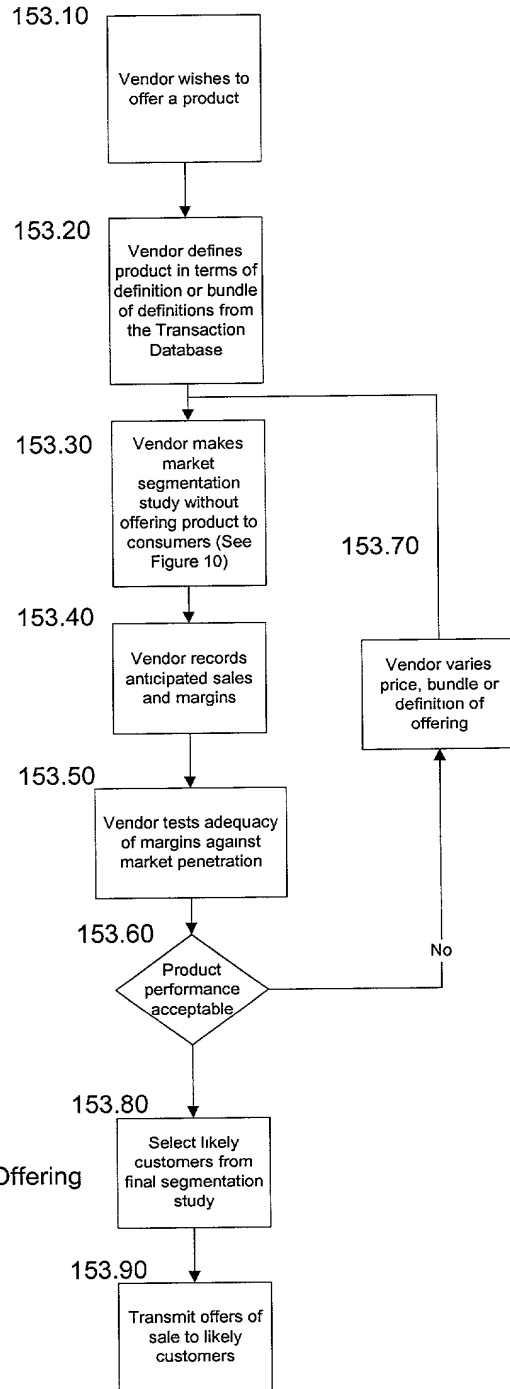 153.10
Vendor wishes to
offer a product
153.20
Vendor defines
product in terms of
definition or bundle
of definitions from
the Transaction
Database
153.30
Vendor makes
market
segmentation
study without
offering product to
consumers (See
Figure 10)
153.70
153.40
Vendor records
anticipated sales
and margins
Vendor varies
price, bundle or
definition of
offering
153.50
Vendor tests adequacy
of margins against
market penetration
153.60
Product
performance
acceptable
No
153.80
Select likely
customers from
final segmentation
study
Offering
153.90
Transmit offers of
sale to likely
customers